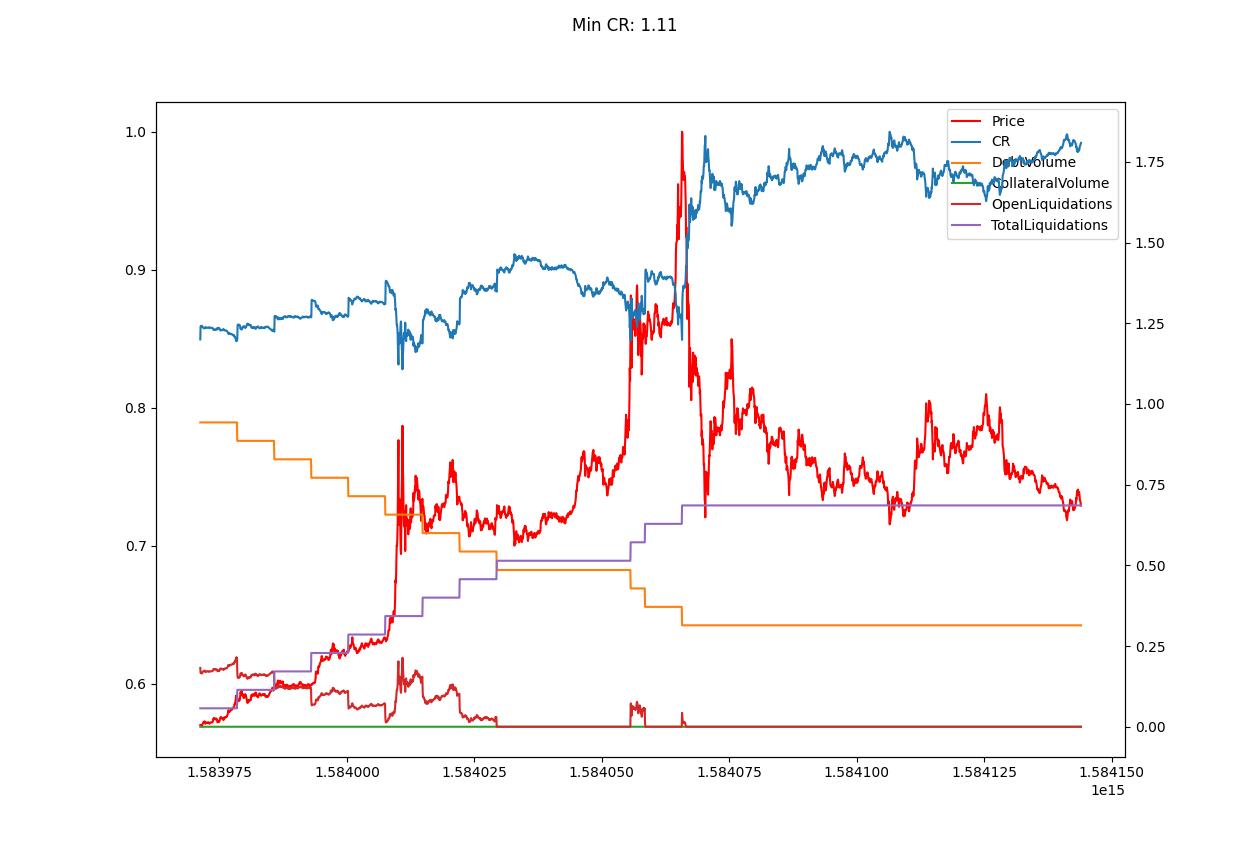 Min CR: 1.11
Price
CR
DebtVolume
CollateralVolume
OpenLiquidations
TotalLiquidations
1.0
0.9
0.8
0.7
0.6
1.75
1.50
1.25
1.00
0.75
0.50
0.25
0.00
1.583975 1.584000 1.584025 1.584050 1.584075 1.584100 1.584125 1.584150
1e15